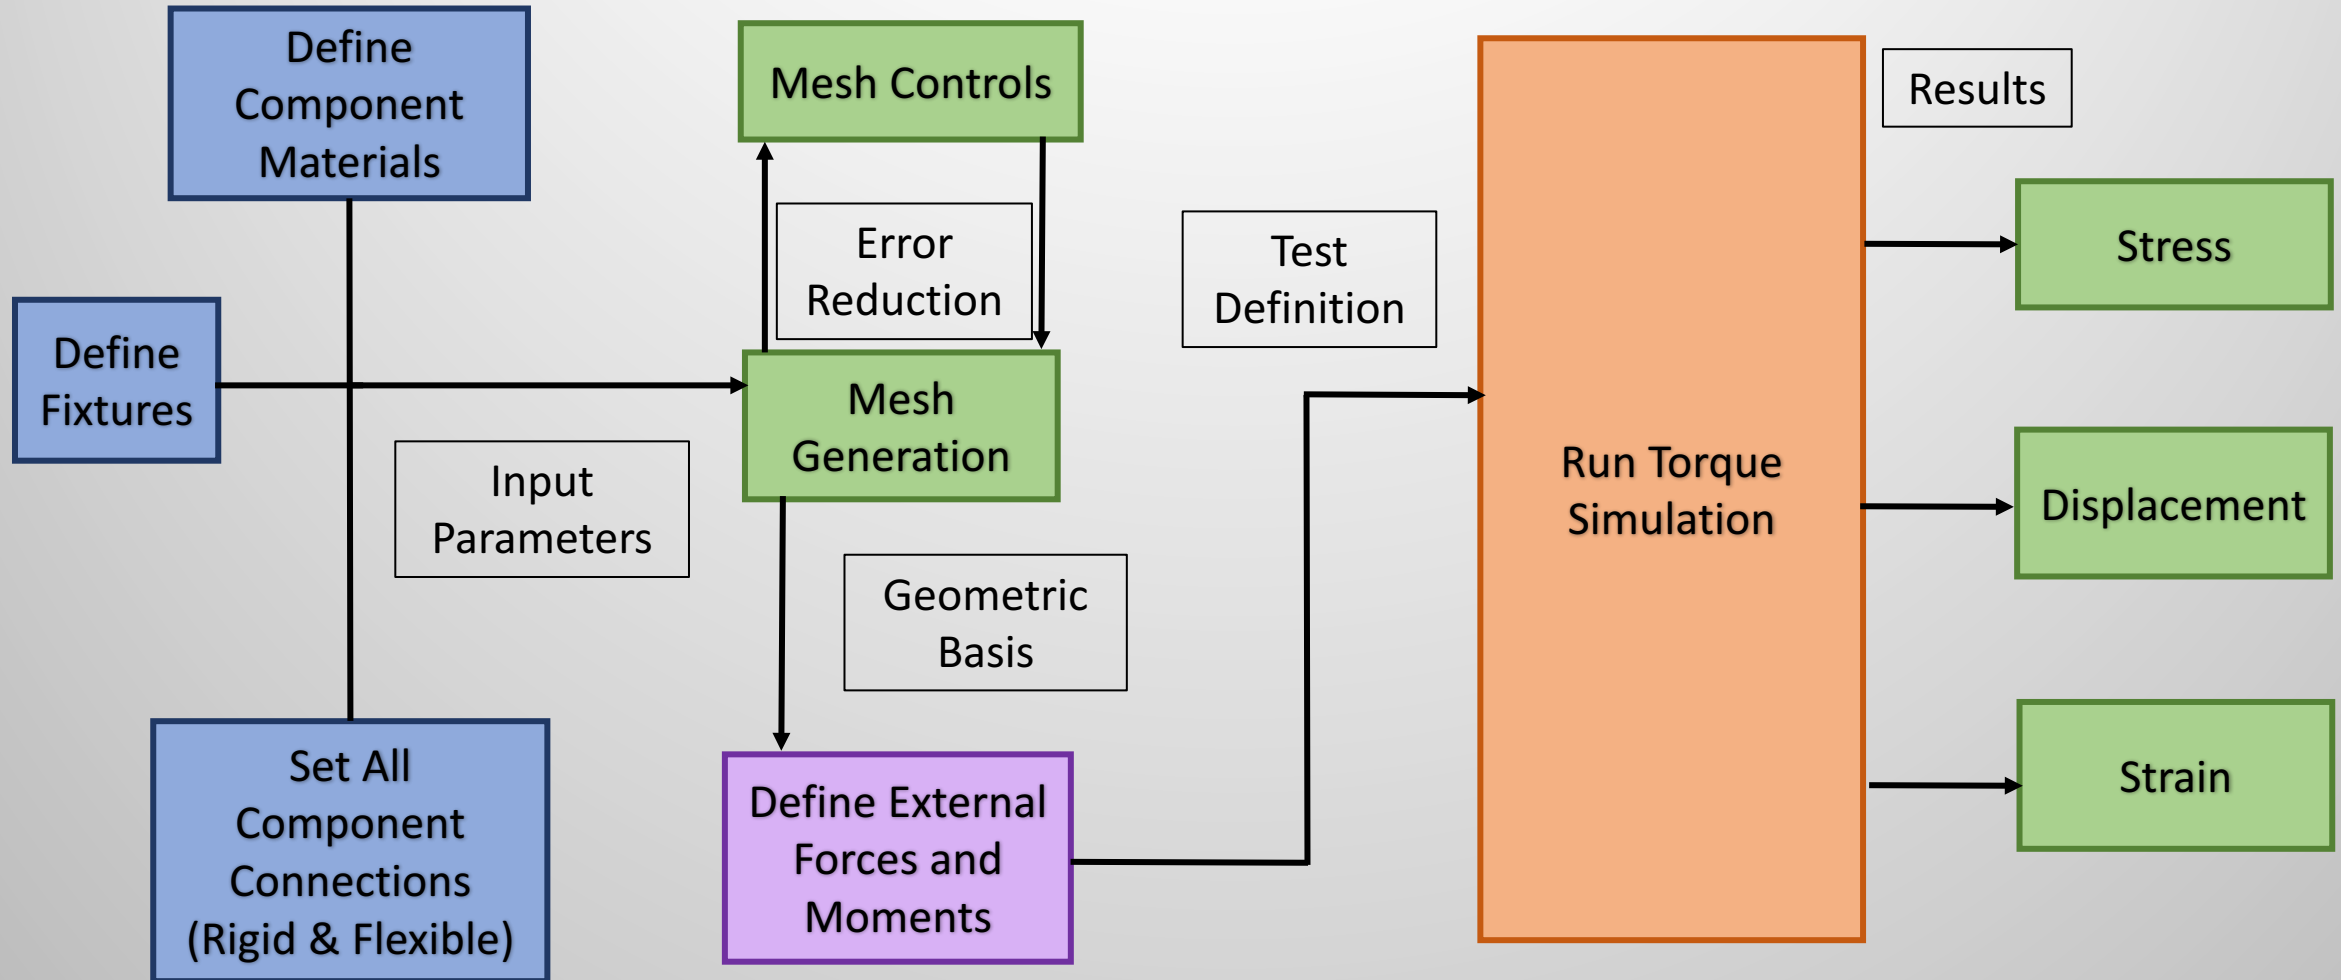 Define
Component
Materials
Mesh Controls
Results
Error
Reduction
Test
Definition
Stress
Define
Fixtures
Mesh
Generation
Input
Parameters
Run Torque
Simulation
Displacement
Geometric
Basis
Set All
Component
Connections
(Rigid & Flexible)
Define External
Forces and
Moments
Strain